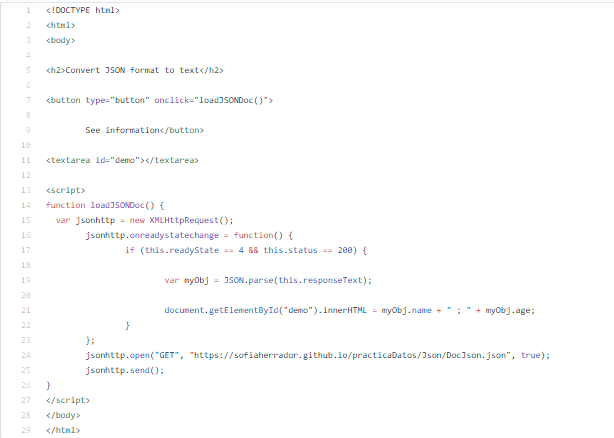 1 <!DOCTYPE html>
2 <html>
3 <body>
4
5 <h2>Convert JSON format to text</h2>
6
7 <button type="button" onclick="loadJSONDoc()">
8
9 See information</button>
10
11 <textarea id="demo"></textarea>
12
13 <script>
14 function loadJSONDoc() {
15 var jsonhttp = new XMLHttpRequest();
16 jsonhttp.onreadystatechange = function() {
17 if (this.readyState == 4 && this.status == 200) {
18
19 var myObj = JSON.parse(this.responseText);
20
21 document.getElementById("demo").innerHTML = myObj.name + " ; " + myObj.age;
22 }
23 };
24 jsonhttp.open("GET", "https://sofiaherrador.github.io/practicaDatos/Json/DocJson.json", true);
25 jsonhttp.send();
26 }
27 </script>
28 </body>
29 </html>